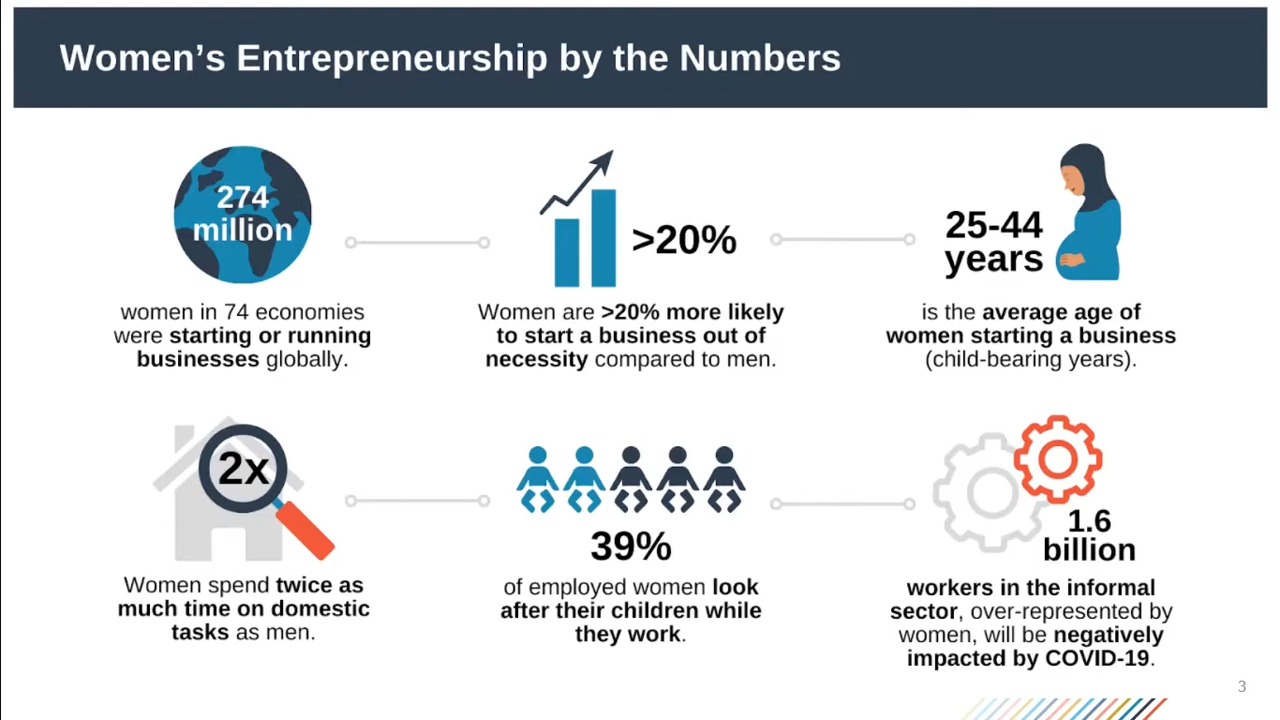 Women’s Entrepreneurship by the Numbers
274
million
women in 74 economies
were starting or running
businesses globally.
>20%
Women are >20% more likely
to start a business out of
necessity compared to men.
25-44
years
is the average age of
women starting a business
(child-bearing years).
2x
Women spend twice as
much time on domestic
tasks as men.
39%
of employed women look
after their children while
they work.
1.6
billion
workers in the informal
sector, over-represented by
women, will be negatively
impacted by COVID-19.
3